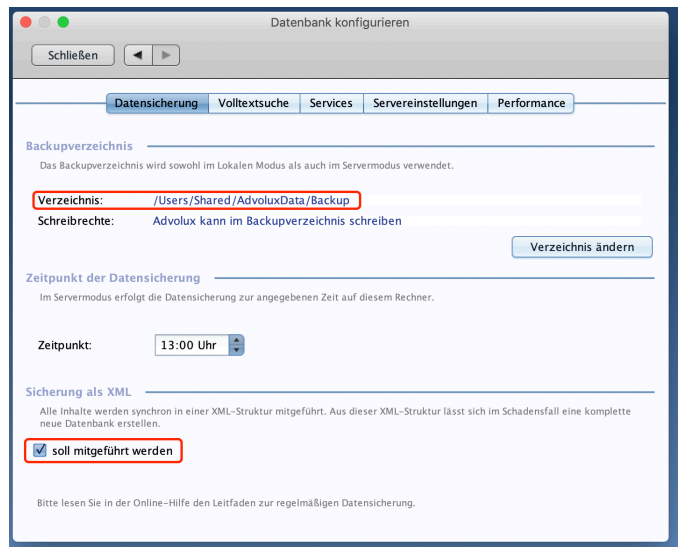 Datenbank konfigurieren
Schließen
Datensicherung Volltextsuche Services Servereinstellungen Performance
Backupverzeichnis
Das Backupverzeichnis wird sowohl im Lokalen Modus als auch im Servermodus verwendet.
Verzeichnis: /Users/Shared/AdvoluxData/Backup
Schreibrechte: Advolux kann im Backupverzeichnis schreiben
Verzeichnis ändern
Zeitpunkt der Datensicherung
Im Servermodus erfolgt die Datensicherung zur angegebenen Zeit auf diesem Rechner.
Zeitpunkt: 13:00 Uhr
Sicherung als XML
Alle Inhalte werden synchron in einer XML-Struktur mitgeführt. Aus dieser XML-Struktur lässt sich im Schadensfall eine komplette
neue Datenbank erstellen.
soll mitgeführt werden
Bitte lesen Sie in der Online-Hilfe den Leitfaden zur regelmäßigen Datensicherung.